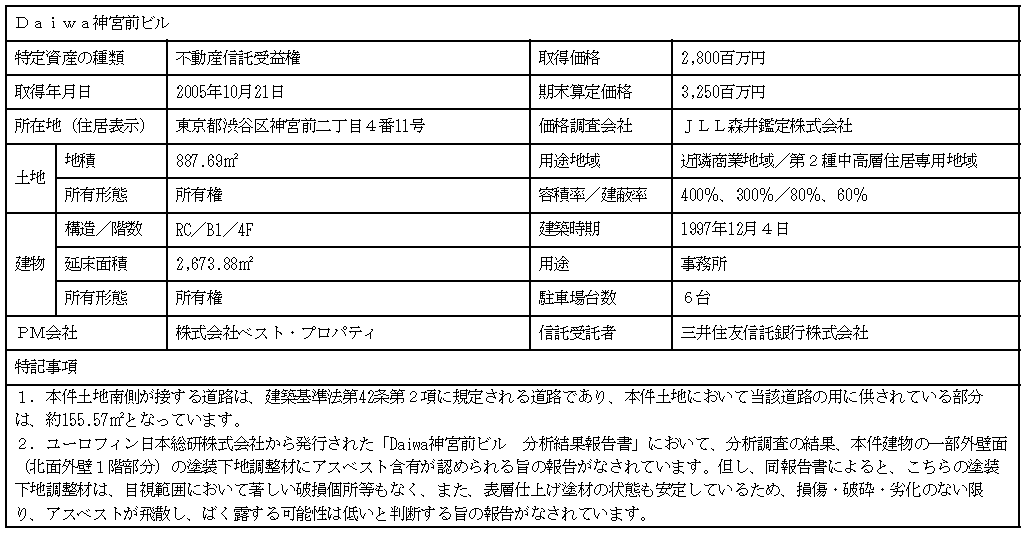 Ｄａｉｗａ神宮前ビル
特定資産の種類 不動産信託受益権 取得価格 2,800百万円
取得年月日 2005年10月21日 期末算定価格 3,250百万円
所在地（住居表示） 東京都渋谷区神宮前二丁目４番11号 価格調査会社 ＪＬＬ森井鑑定株式会社
土地 地積 887.69㎡ 用途地域 近隣商業地域／第２種中高層住居専用地域
所有形態 所有権 容積率／建蔽率 400%、300%／80%、60%
建物 構造／階数 RC／B1／4F 建築時期 1997年12月４日
延床面積 2,673.88㎡ 用途 事務所
所有形態 所有権 駐車場台数 ６台
ＰＭ会社 株式会社ベスト・プロパティ 信託受託者 三井住友信託銀行株式会社
特記事項
１．本件土地南側が接する道路は、建築基準法第42条第２項に規定される道路であり、本件土地において当該道路の用に供されている部分
は、約155.57㎡となっています。
２．ユーロフィン日本総研株式会社から発行された「Daiwa神宮前ビル　分析結果報告書」において、分析調査の結果、本件建物の一部外壁面
（北面外壁１階部分）の塗装下地調整材にアスベスト含有が認められる旨の報告がなされています。但し、同報告書によると、こちらの塗装
下地調整材は、目視範囲において著しい破損個所等もなく、また、表層仕上げ塗材の状態も安定しているため、損傷・破砕・劣化のない限
り、アスベストが飛散し、ばく露する可能性は低いと判断する旨の報告がなされています。